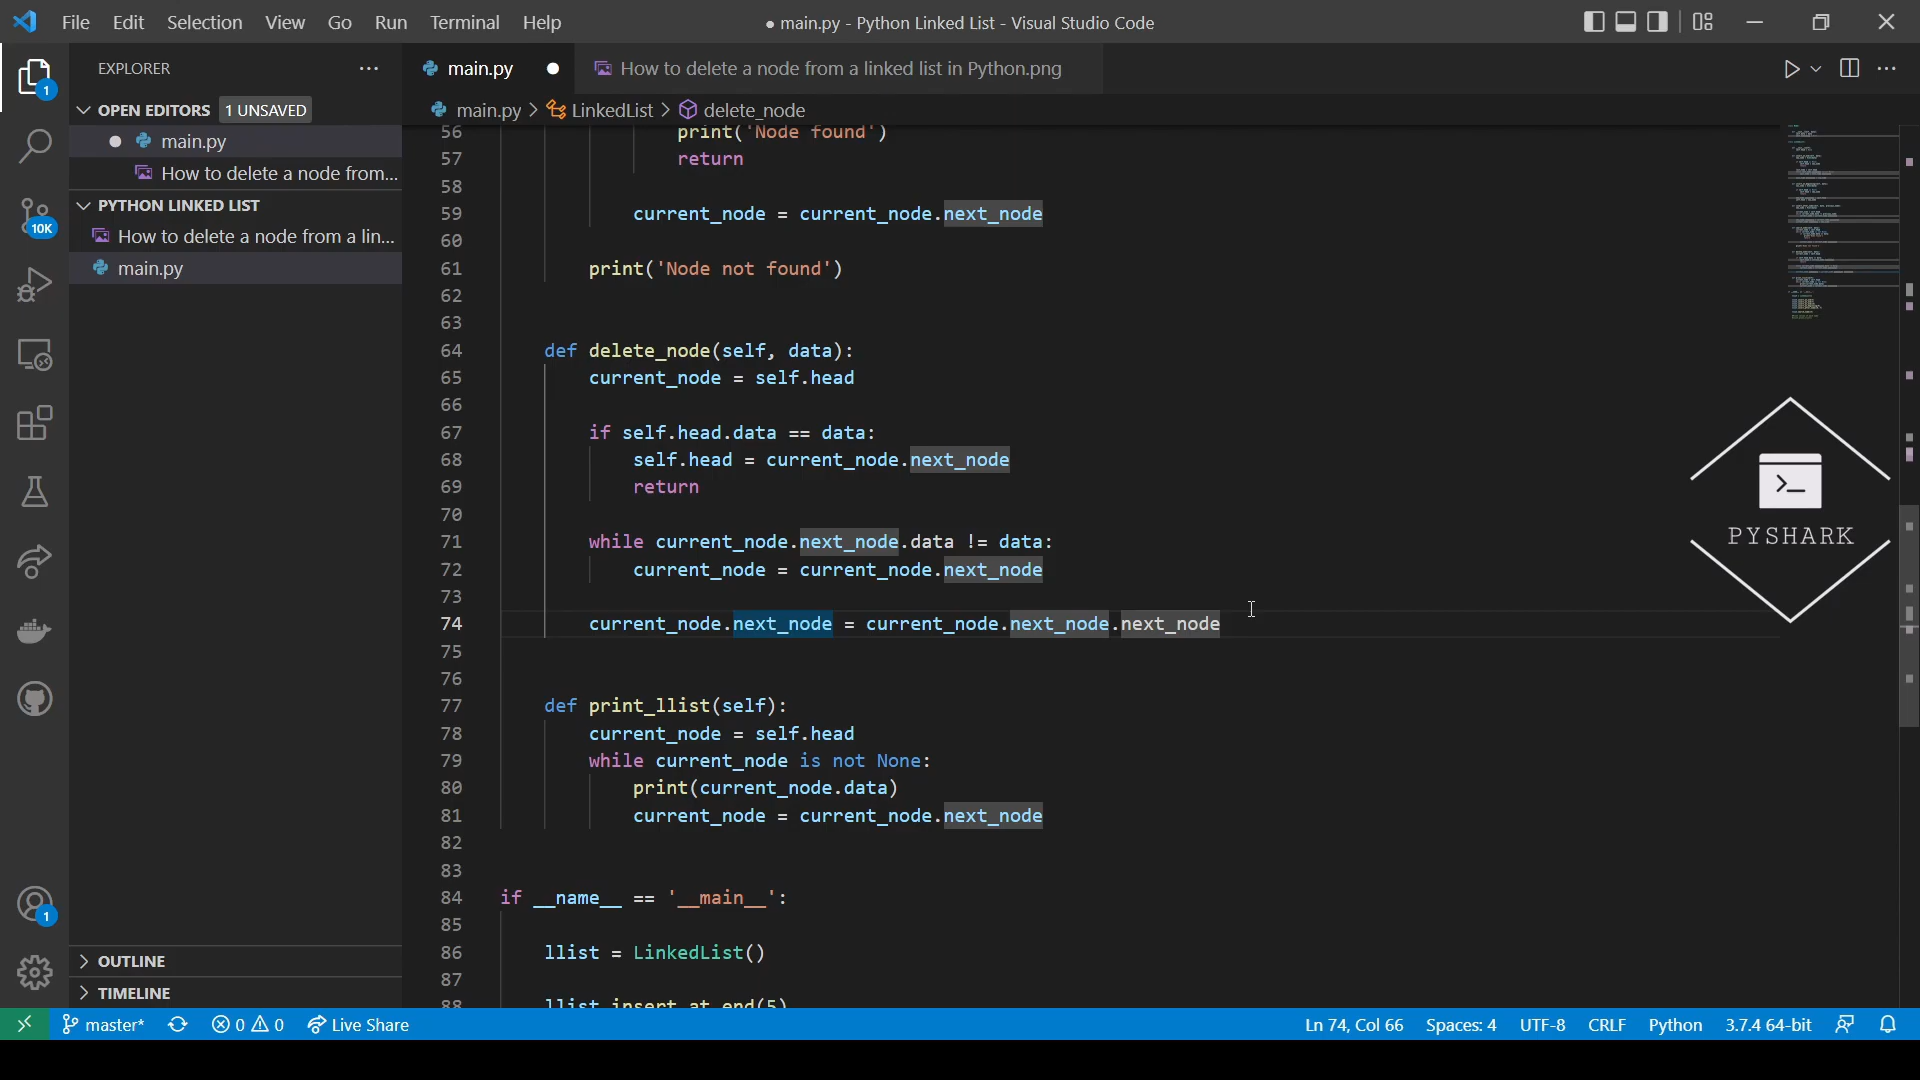 File Edit Selection View Go Run Terminal Help
● main.py - Python Linked List - Visual Studio Code
EXPLORER
1
OPEN EDITORS 1 UNSAVED
main.py
How to delete a node from...
PYTHON LINKED LIST
How to delete a node from a lin...
main.py
10K
1
OUTLINE
TIMELINE
main.py
How to delete a node from a linked list in Python.png
main.py > LinkedList > delete_node
56 print('Node found')
57 return
58
59 current_node = current_node.next_node
60
61 print('Node not found')
62
63
64 def delete_node(self, data):
65 current_node = self.head
66
67 if self.head.data == data:
68 self.head = current_node.next_node
69 return
70
71 while current_node.next_node.data != data:
72 current_node = current_node.next_node
73
74 current_node.next_node = current_node.next_node.next_node
75
76
77 def print_llist(self):
78 current_node = self.head
79 while current_node is not None:
80 print(current_node.data)
81 current_node = current_node.next_node
82
83
84 if __name__ == '__main__':
85
86 llist = LinkedList()
87
88 llist.insert_at_end(5)
>_
PYSHARK
master* 0 0 Live Share
Ln 74, Col 66 Spaces: 4 UTF-8 CRLF Python 3.7.4 64-bit